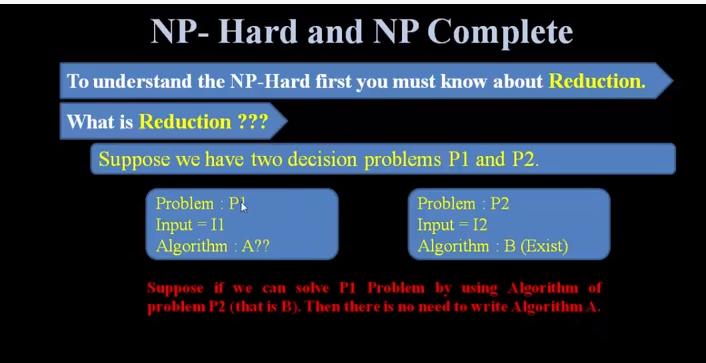 NP- Hard and NP Complete
To understand the NP-Hard first you must know about Reduction.
What is Reduction ???
Suppose we have two decision problems P1 and P2.
Problem : P1
Input = I1
Algorithm : A??
Problem : P2
Input = I2
Algorithm : B (Exist)
Suppose if we can solve P1 Problem by using Algorithm of
problem P2 (that is B). Then there is no need to write Algorithm A.